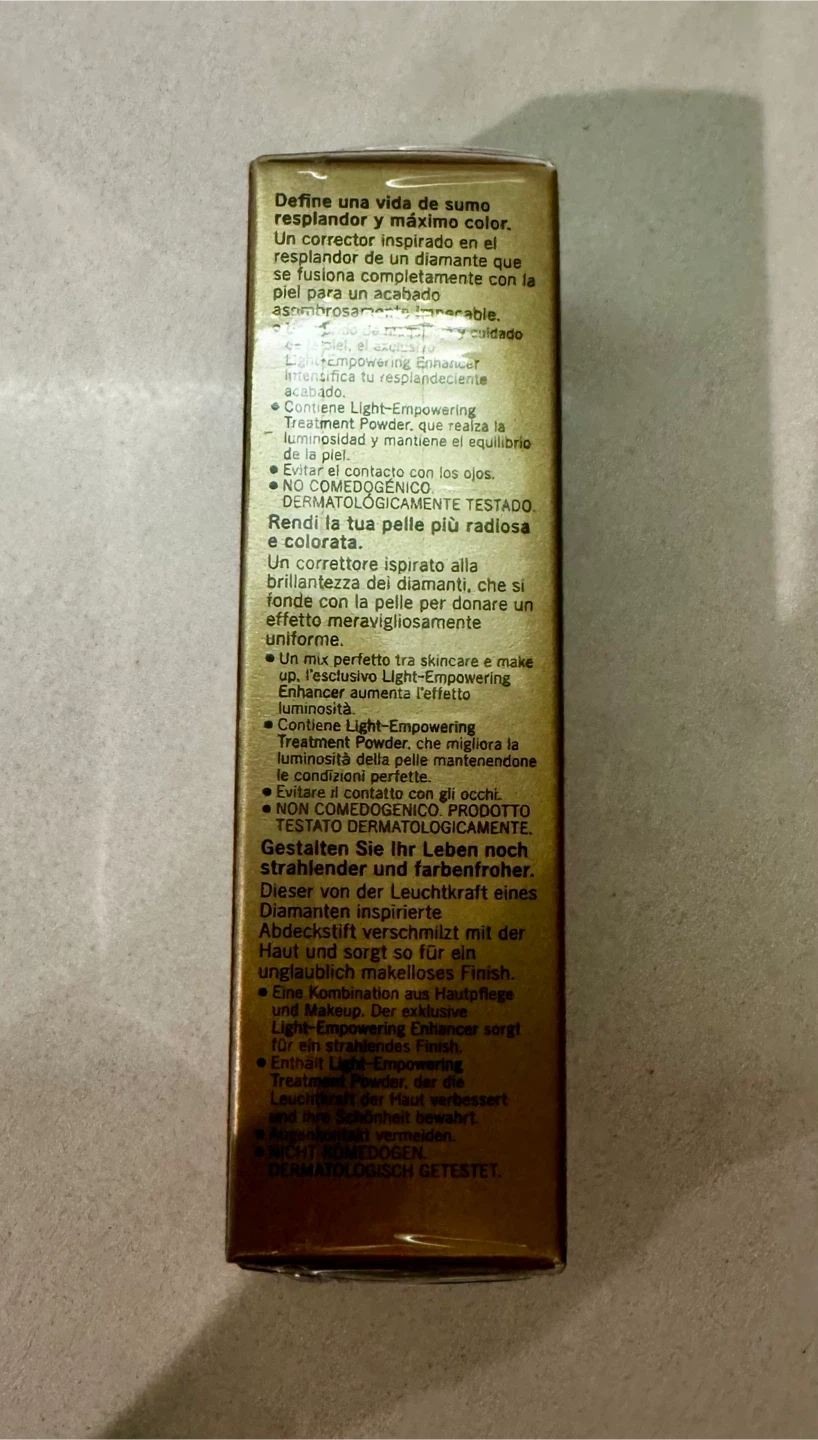 Define una vida de sumo
resplandor y máximo color.
Un corrector inspirado en el
resplandor de un diamante que
se fusiona completamente con la
piel para un acabado
asombrosamente impecable.
y cuidado
piel, el exclusivo
Light-Empowering Enhancer
intensifica tu resplandeciente
acabado.
• Contiene Light-Empowering
Treatment Powder, que realza la
luminosidad y mantiene el equilibrio
de la piel.
• Evitar el contacto con los ojos.
• NO COMEDOGÉNICO.
DERMATOLÓGICAMENTE TESTADO.
Rendi la tua pelle più radiosa
e colorata.
Un correttore ispirato alla
brillantezza dei diamanti, che si
fonde con la pelle per donare un
effetto meravigliosamente
uniforme.
• Un mix perfetto tra skincare e make
up, l'esclusivo Light-Empowering
Enhancer aumenta l'effetto
luminosità.
• Contiene Light-Empowering
Treatment Powder, che migliora la
luminosità della pelle mantenendone
le condizioni perfette.
• Evitare il contatto con gli occhi.
• NON COMEDOGENICO. PRODOTTO
TESTATO DERMATOLOGICAMENTE.
Gestalten Sie Ihr Leben noch
strahlender und farbenfroher.
Dieser von der Leuchtkraft eines
Diamanten inspirierte
Abdeckstift verschmilzt mit der
Haut und sorgt so für ein
unglaublich makelloses Finish.
• Eine Kombination aus Hautpflege
und Makeup. Der exklusive
Light-Empowering Enhancer sorgt
für ein strahlendes Finish.
• Enthält Light-Empowering
Treatment Powder, der die
Leuchtkraft der Haut verbessert
und ihre Schönheit bewahrt.
• Augenkontakt vermeiden.
• NICHT KOMEDOGEN.
DERMATOLOGISCH GETESTET.